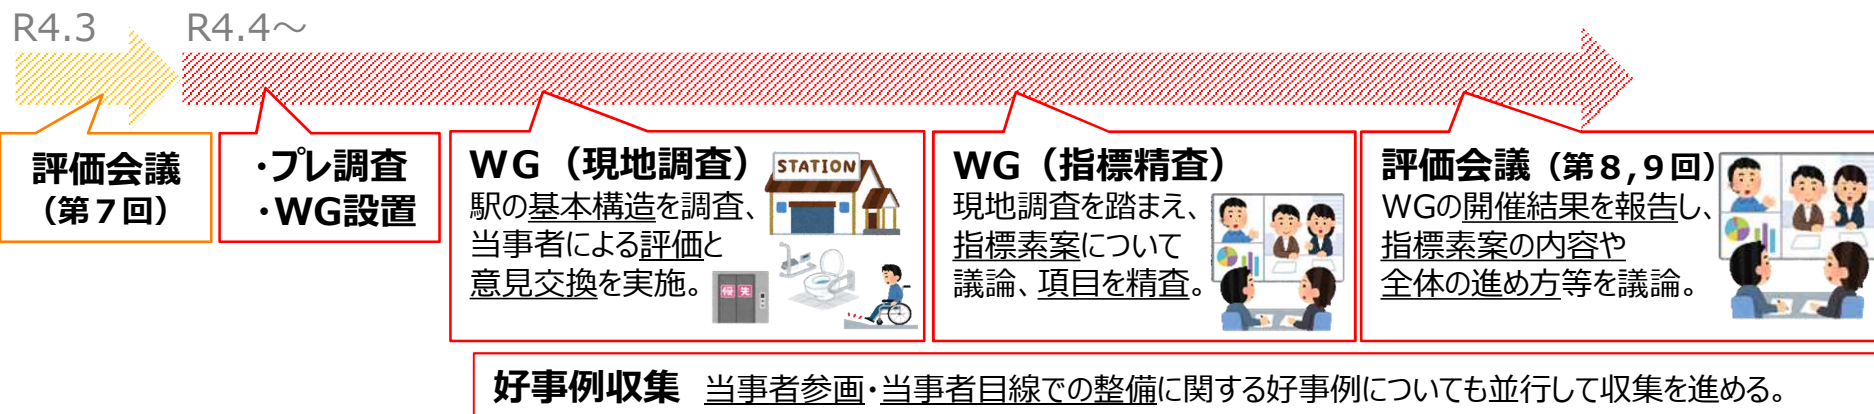 R4.3
R4.4～
評価会議
（第７回）
・プレ調査
・WG設置
WG（現地調査）
駅の基本構造を調査、
当事者による評価と
意見交換を実施。
STATION
優先
WG（指標精査）
現地調査を踏まえ、
指標素案について
議論、項目を精査。
評価会議（第８,９回）
WGの開催結果を報告し、
指標素案の内容や
全体の進め方等を議論。
好事例収集 当事者参画・当事者目線での整備に関する好事例についても並行して収集を進める。